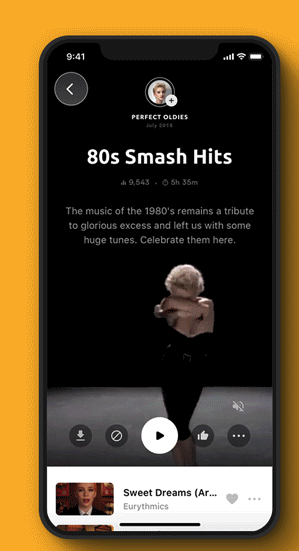 9:41
PERFECT OLDIES
July 2019
80s Smash Hits
9,543 • 5h 35m
The music of the 1980's remains a tribute
to glorious excess and left us with some
huge tunes. Celebrate them here.
Sweet Dreams (Ar...
Eurythmics